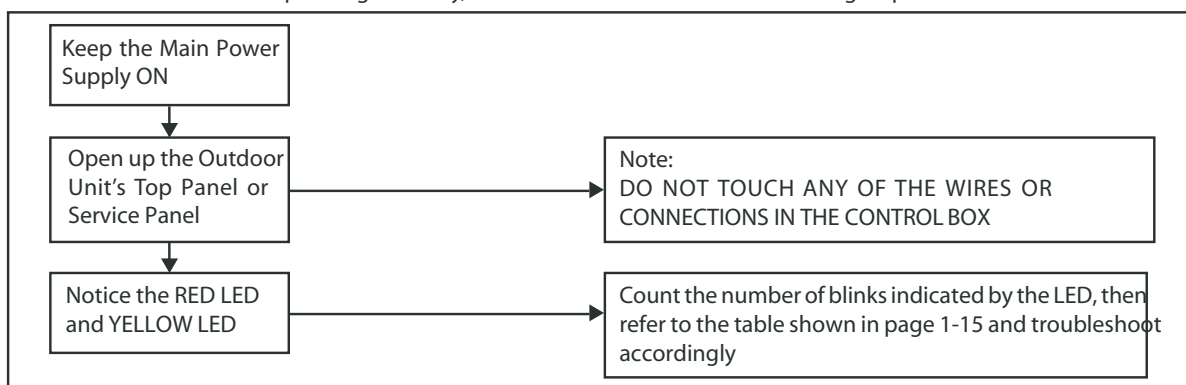 Keep the Main Power
Supply ON
Open up the Outdoor
Unit's Top Panel or
Service Panel
Note:
DO NOT TOUCH ANY OF THE WIRES OR
CONNECTIONS IN THE CONTROL BOX
Notice the RED LED
and YELLOW LED
Count the number of blinks indicated by the LED, then
refer to the table shown in page 1-15 and troubleshoot
accordingly